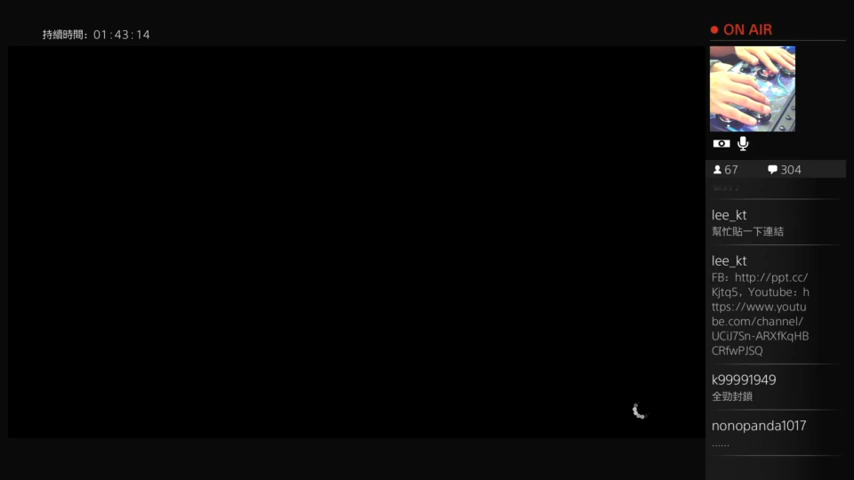 持續時間: 01:43:14
ON AIR
67 304
lee_kt
幫忙貼一下連結
lee_kt
FB: http://ppt.cc/
Kjtq5, Youtube: h
ttps://www.youtu
be.com/channel/
UCiJ7Sn-ARXfKqHB
CRfwPJSQ
k99991949
全勁封鎖
nonopanda1017
......